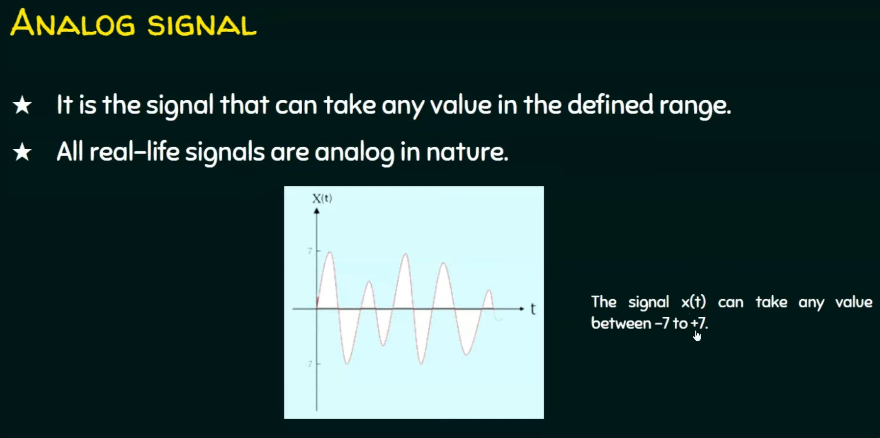 ANALOG SIGNAL
★ It is the signal that can take any value in the defined range.
★ All real-life signals are analog in nature.
X(t)
7
t
7
The signal x(t) can take any value
between -7 to +7.